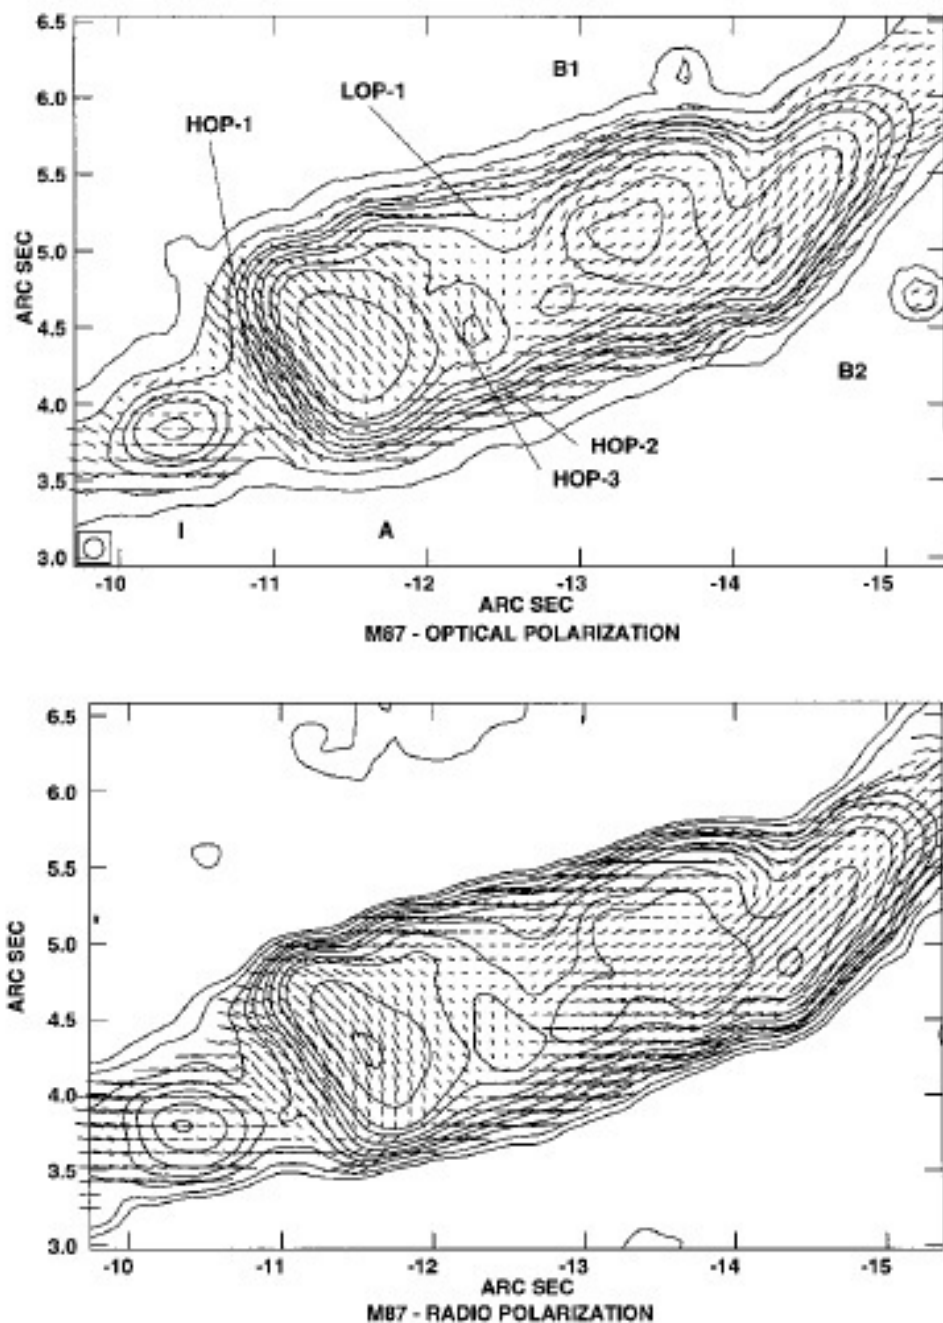 6.5
B1
6.0
LOP-1
HOP-1
5.5
5.0
ARC SEC
4.5
B2
4.0
HOP-2
HOP-3
3.5
I A
3.0
-10 -11 -12 -13 -14 -15
ARC SEC
M87 - OPTICAL POLARIZATION
6.5
6.0
5.5
5.0
ARC SEC
4.5
4.0
3.5
3.0
-10 -11 -12 -13 -14 -15
ARC SEC
M87 - RADIO POLARIZATION